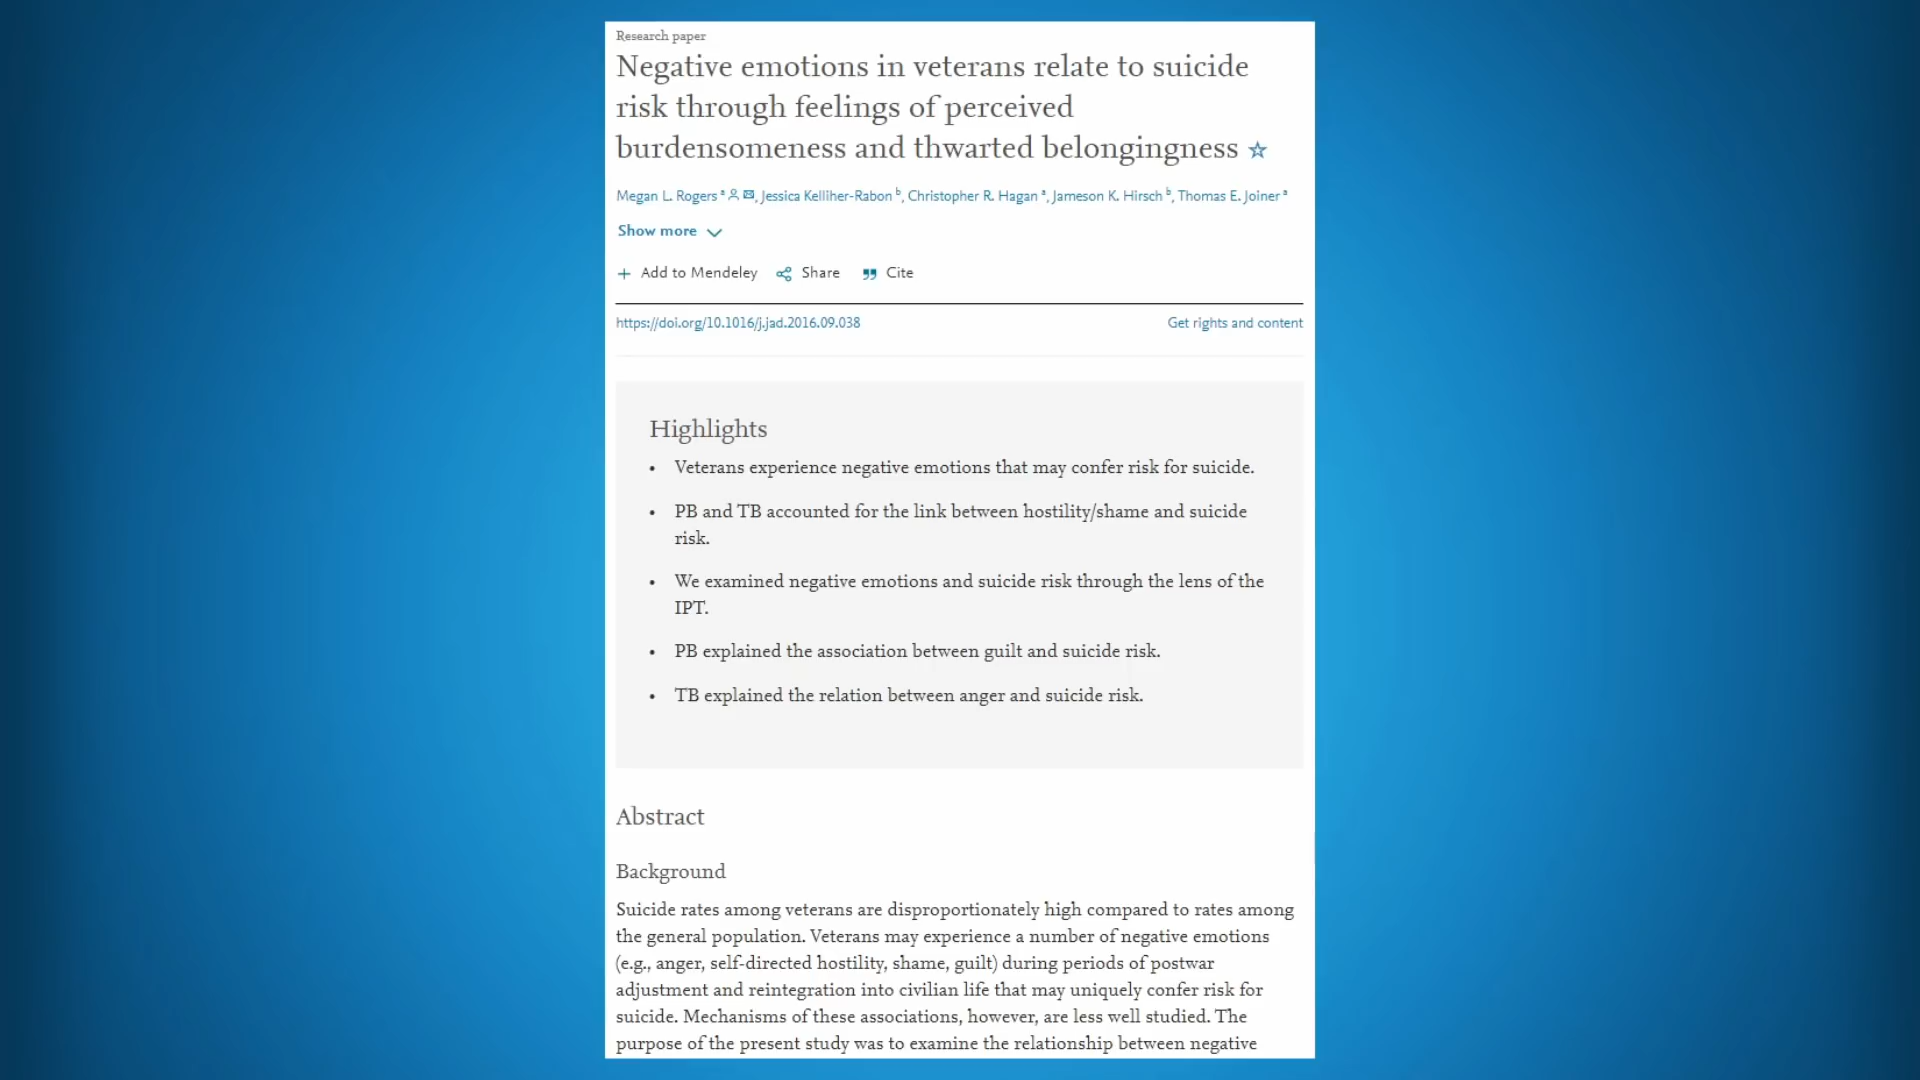 Research paper
Negative emotions in veterans relate to suicide
risk through feelings of perceived
burdensomeness and thwarted belongingness ☆
Megan L. Rogers a, Jessica Kelliher-Rabon b, Christopher R. Hagan a, Jameson K. Hirsch b, Thomas E. Joiner a
Show more
+ Add to Mendeley Share Cite
https://doi.org/10.1016/j.jad.2016.09.038 Get rights and content
Highlights
• Veterans experience negative emotions that may confer risk for suicide.
• PB and TB accounted for the link between hostility/shame and suicide
risk.
• We examined negative emotions and suicide risk through the lens of the
IPT.
• PB explained the association between guilt and suicide risk.
• TB explained the relation between anger and suicide risk.
Abstract
Background
Suicide rates among veterans are disproportionately high compared to rates among
the general population. Veterans may experience a number of negative emotions
(e.g., anger, self-directed hostility, shame, guilt) during periods of postwar
adjustment and reintegration into civilian life that may uniquely confer risk for
suicide. Mechanisms of these associations, however, are less well studied. The
purpose of the present study was to examine the relationship between negative